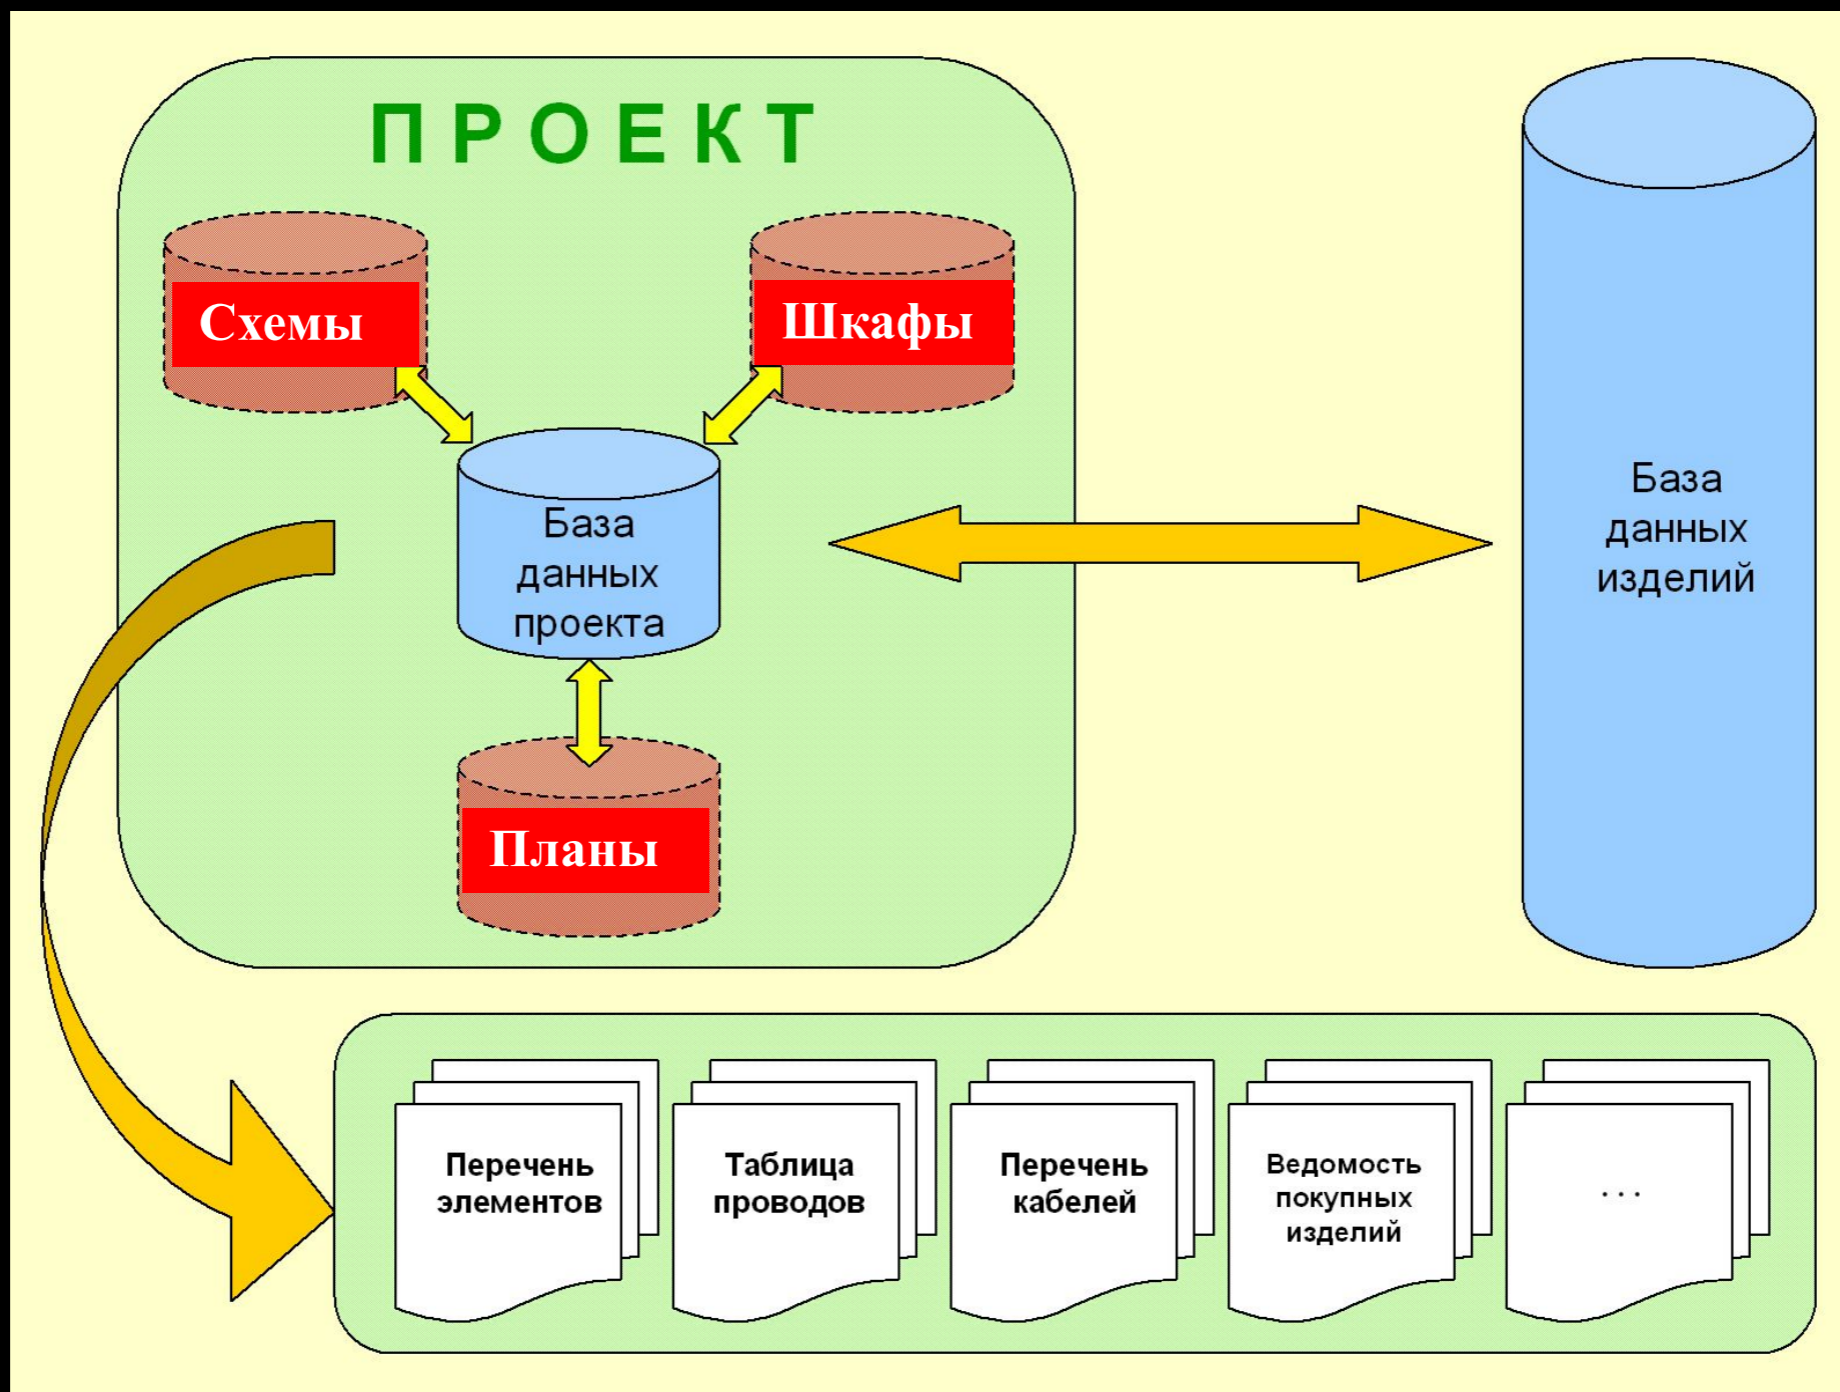 ПРОЕКТ
Схемы
Шкафы
База
данных
проекта
Планы
База
данных
изделий
Перечень
элементов
Таблица
проводов
Перечень
кабелей
Ведомость
покупных
изделий
...